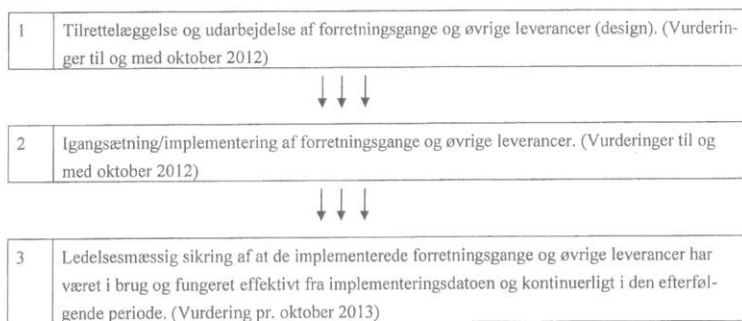 1 Tilrettelæggelse og udarbejdelse af forretningsgange og øvrige leverancer (design). (Vurderin-
ger til og med oktober 2012)
2 Igangsætning/implementering af forretningsgange og øvrige leverancer. (Vurderinger til og
med oktober 2012)
3 Ledelsesmæssig sikring af at de implementerede forretningsgange og øvrige leverancer har
været i brug og fungeret effektivt fra implementeringsdatoen og kontinuerligt i den efterføl-
gende periode. (Vurdering pr. oktober 2013)